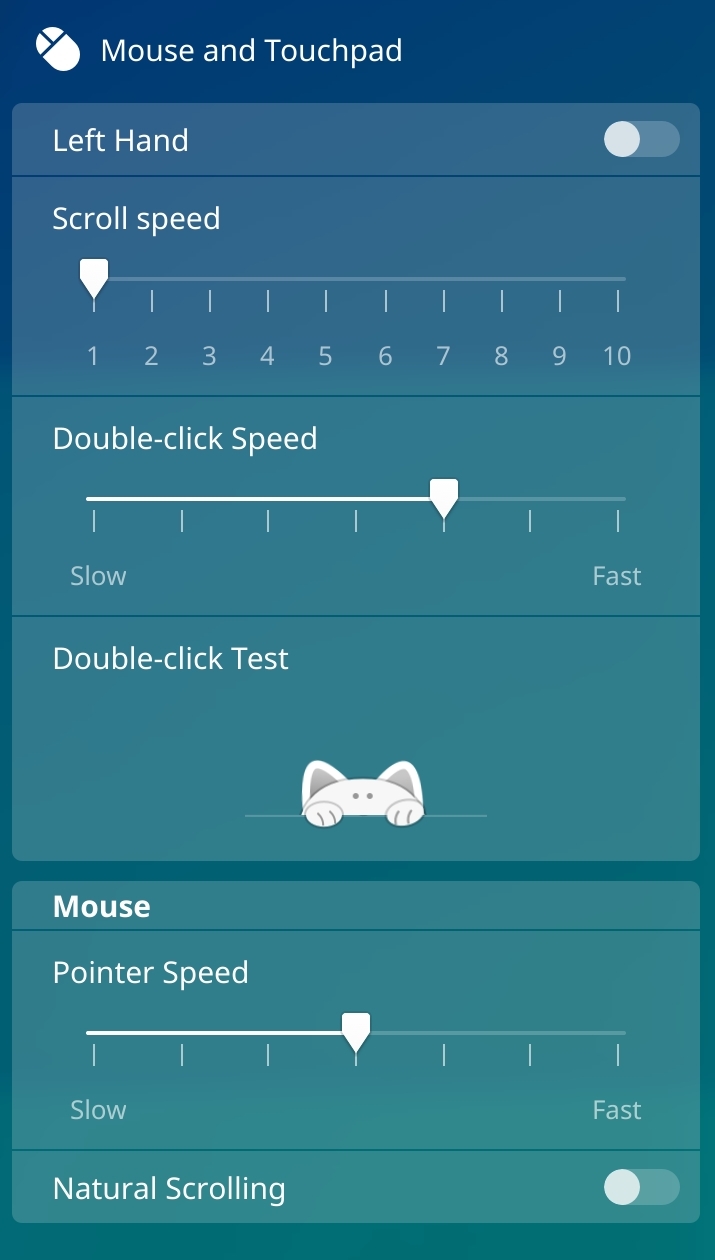 Mouse and Touchpad
Left Hand
Scroll speed
1 2 3 4 5 6 7 8 9 10
Double-click Speed
Slow Fast
Double-click Test
Mouse
Pointer Speed
Slow Fast
Natural Scrolling